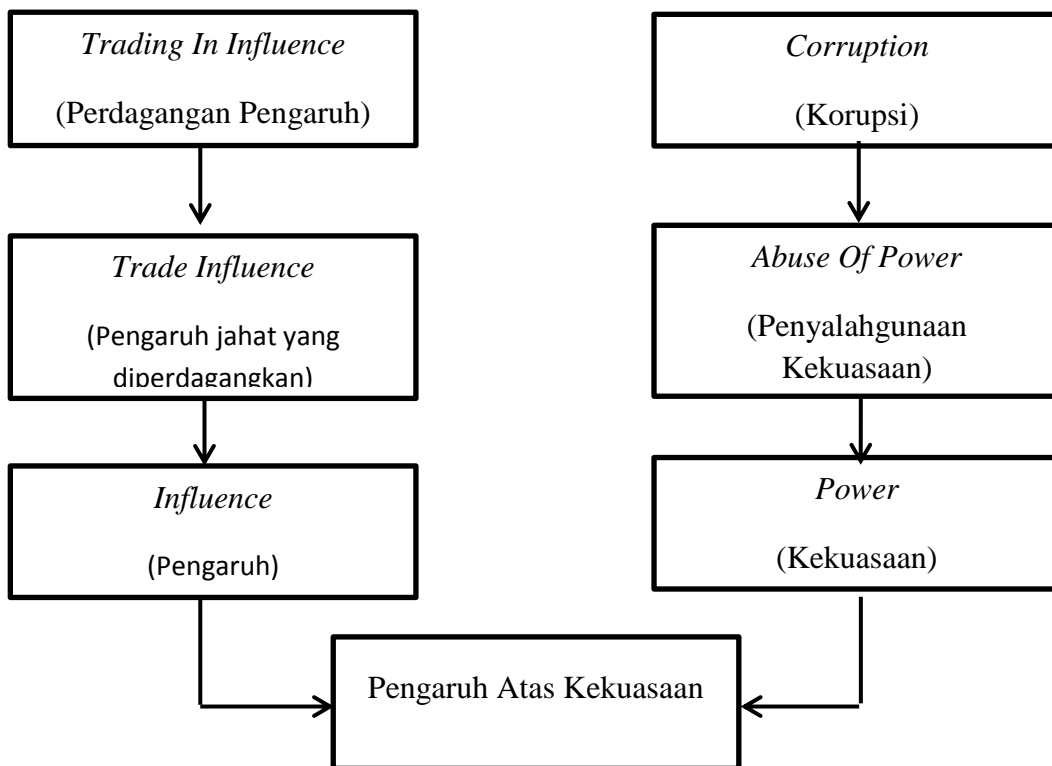 Trading In Influence
(Perdagangan Pengaruh)
Corruption
(Korupsi)
Trade Influence
(Pengaruh jahat yang
diperdagangkan)
Abuse Of Power
(Penyalahgunaan
Kekuasaan)
Influence
(Pengaruh)
Power
(Kekuasaan)
Pengaruh Atas Kekuasaan